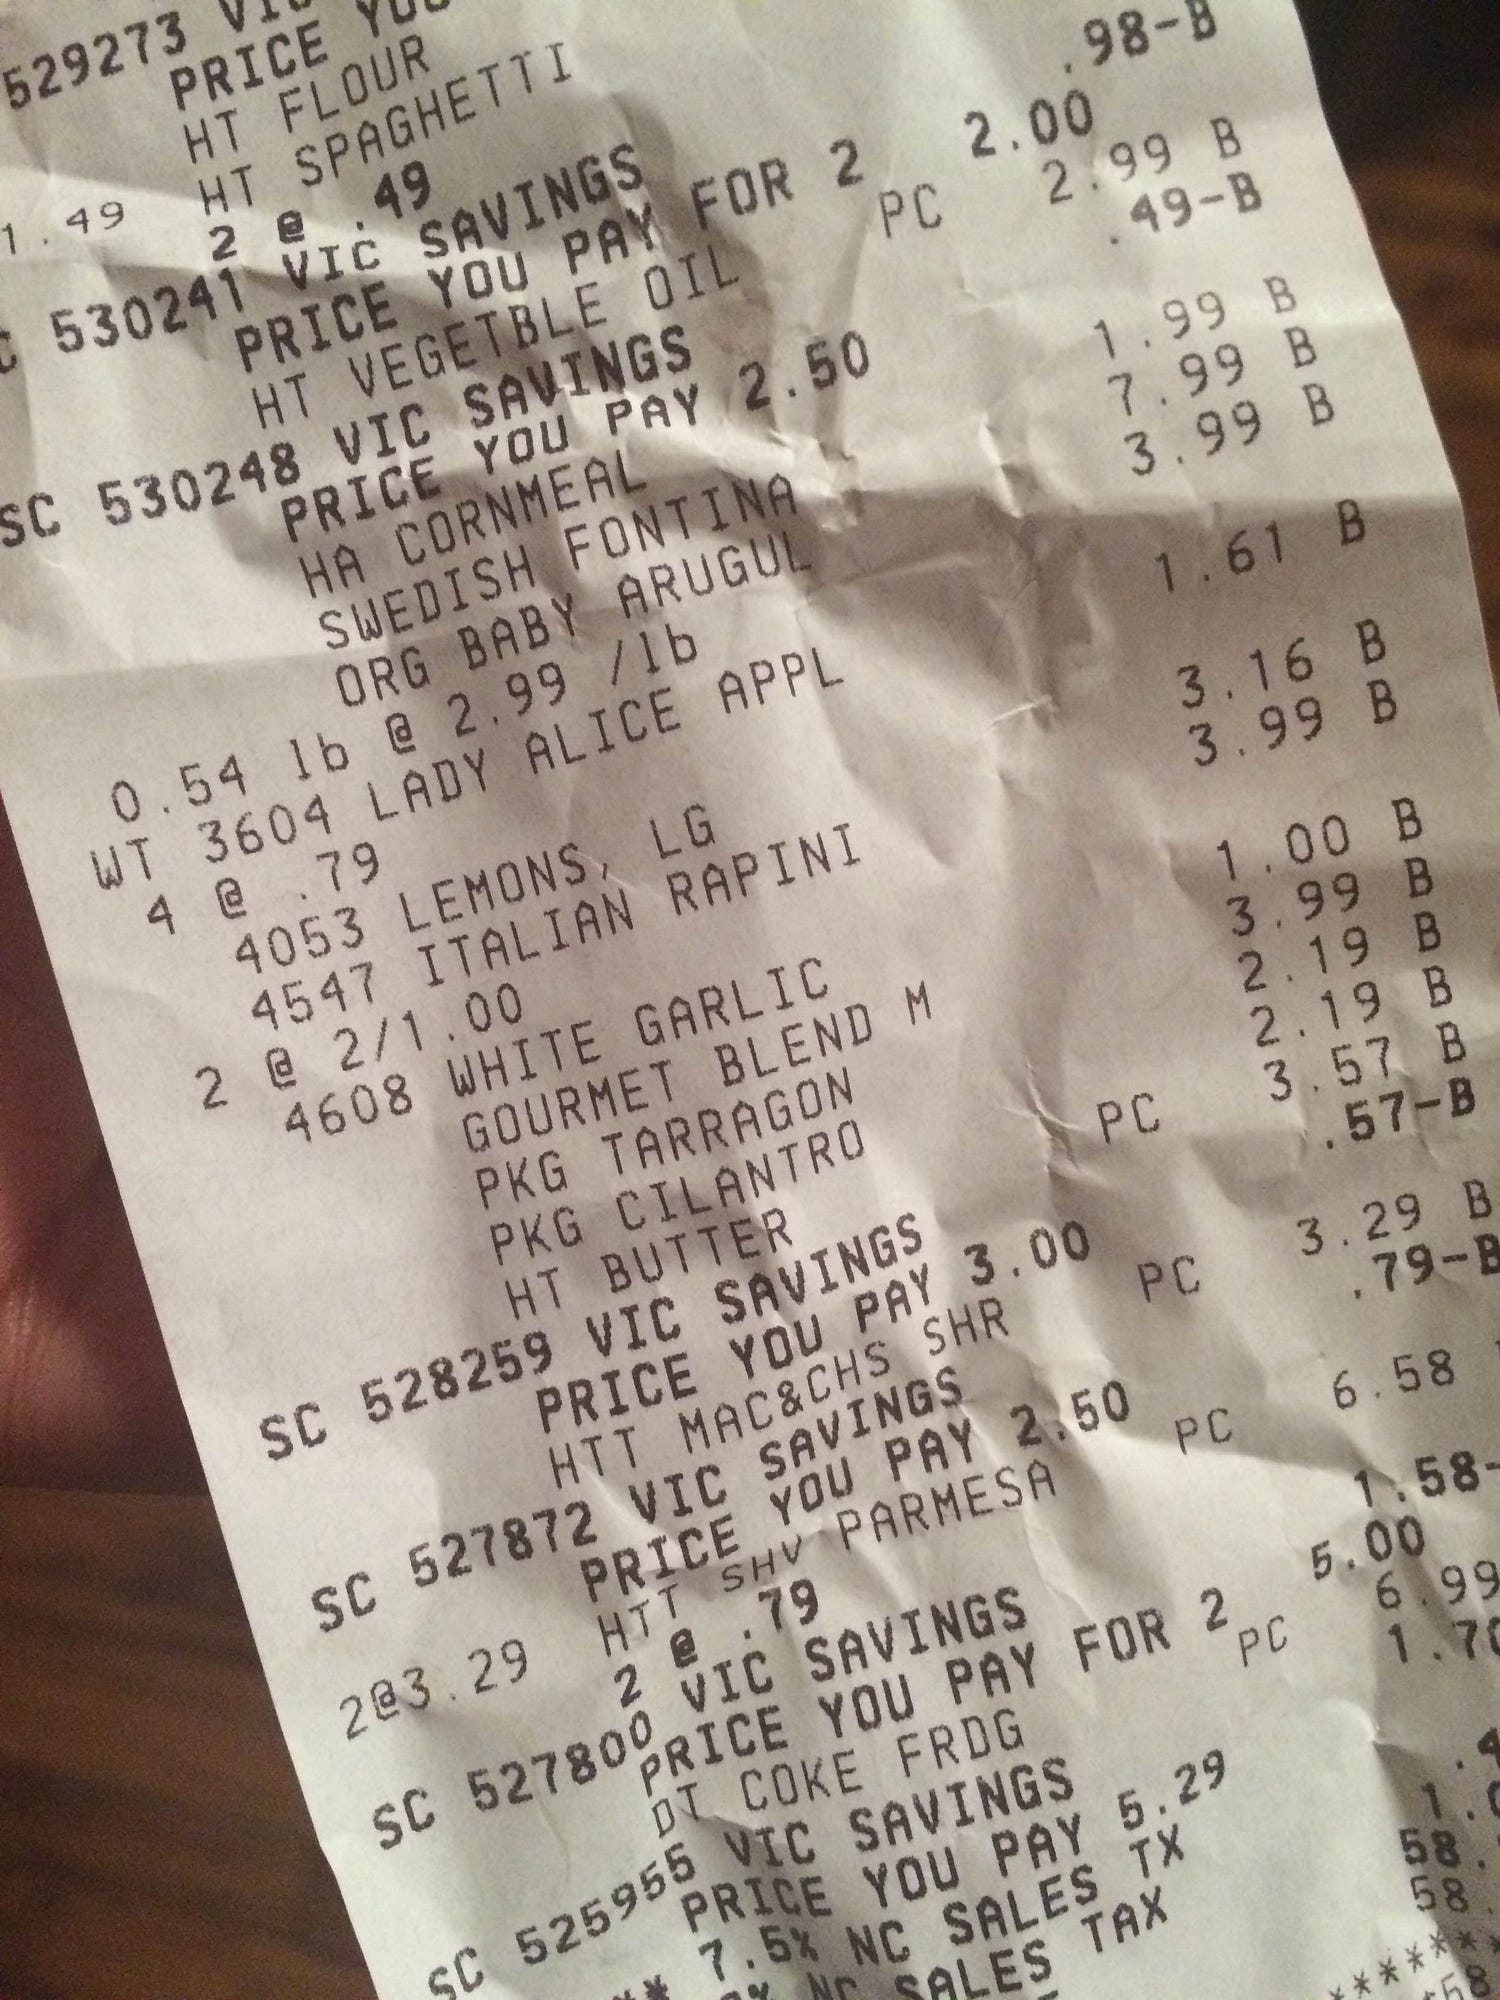 529273
PRICE
HT FLOUR
1.49 HT SPAGHETTI
2 @ .49
530241 VIC SAVINGS .98-B
PRICE YOU PAY FOR 2 2.00
HT VEGETBLE OIL PC 2.99 B
SC 530248 VIC SAVINGS .49-B
PRICE YOU PAY 2.50
HA CORNMEAL 1.99 B
SWEDISH FONTINA 7.99 B
ORG BABY ARUGUL 3.99 B
0.54 lb @ 2.99 /lb
WT 3604 LADY ALICE APPL 1.61 B
4 @ .79
4053 LEMONS, LG 3.16 B
4547 ITALIAN RAPINI 3.99 B
2 @ 2/1.00
4608 WHITE GARLIC 1.00 B
GOURMET BLEND M 3.99 B
PKG TARRAGON 2.19 B
PKG CILANTRO 2.19 B
HT BUTTER PC 3.57 B
SC 528259 VIC SAVINGS .57-B
PRICE YOU PAY 3.00
HTT MAC&CHS SHR PC 3.29 B
SC 527872 VIC SAVINGS .79-B
PRICE YOU PAY 2.50
2@3.29 HTT SHV PARMESA PC 6.58
2 @ .79
SC 527800 VIC SAVINGS 1.58-
PRICE YOU PAY FOR 2 5.00
DT COKE FRDG PC 6.99
SC 525955 VIC SAVINGS 1.70
PRICE YOU PAY 5.29
** 7.5% NC SALES TX
NC SALES TAX